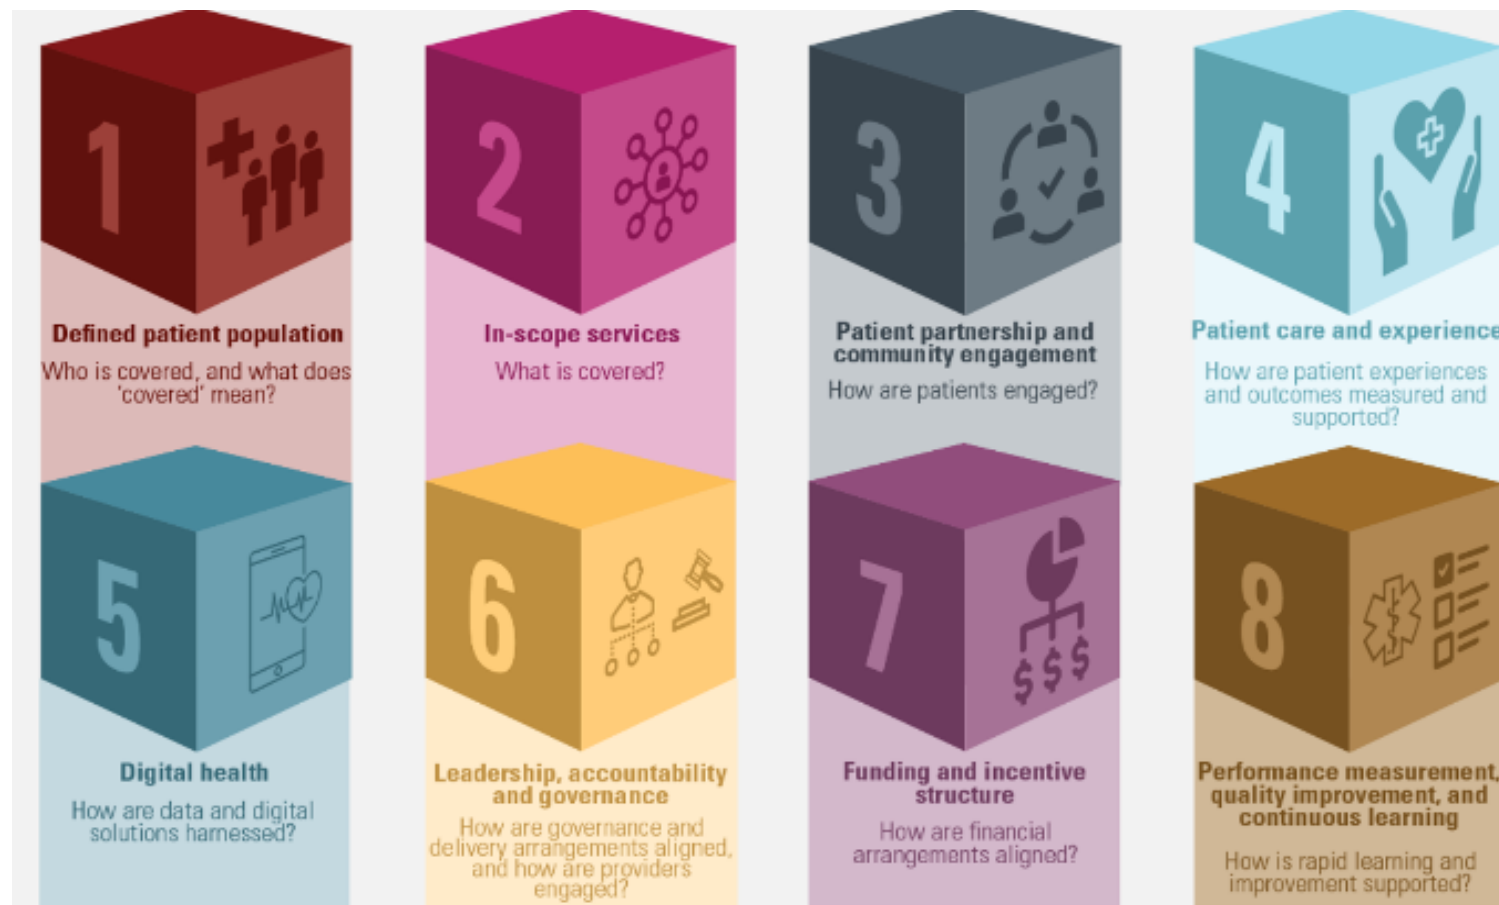 1
Defined patient population
Who is covered, and what does
'covered' mean?
2
In-scope services
What is covered?
3
Patient partnership and
community engagement
How are patients engaged?
4
Patient care and experience
How are patient experiences
and outcomes measured and
supported?
5
Digital health
How are data and digital
solutions harnessed?
6
Leadership, accountability
and governance
How are governance and
delivery arrangements aligned,
and how are providers
engaged?
7
$$$
Funding and incentive
structure
How are financial
arrangements aligned?
8
Performance measurement,
quality improvement, and
continuous learning
How is rapid learning and
improvement supported?